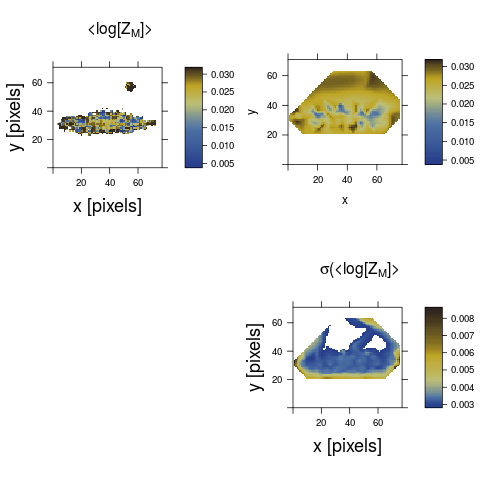 <log[Z_M]>
60
40
20
20 40 60
y [pixels]
x [pixels]
0.030
0.025
0.020
0.015
0.010
0.005
60
40
20
20 40 60
y
x
0.030
0.025
0.020
0.015
0.010
0.005
σ(<log[Z_M]>
60
40
20
20 40 60
y [pixels]
x [pixels]
0.008
0.007
0.006
0.005
0.004
0.003